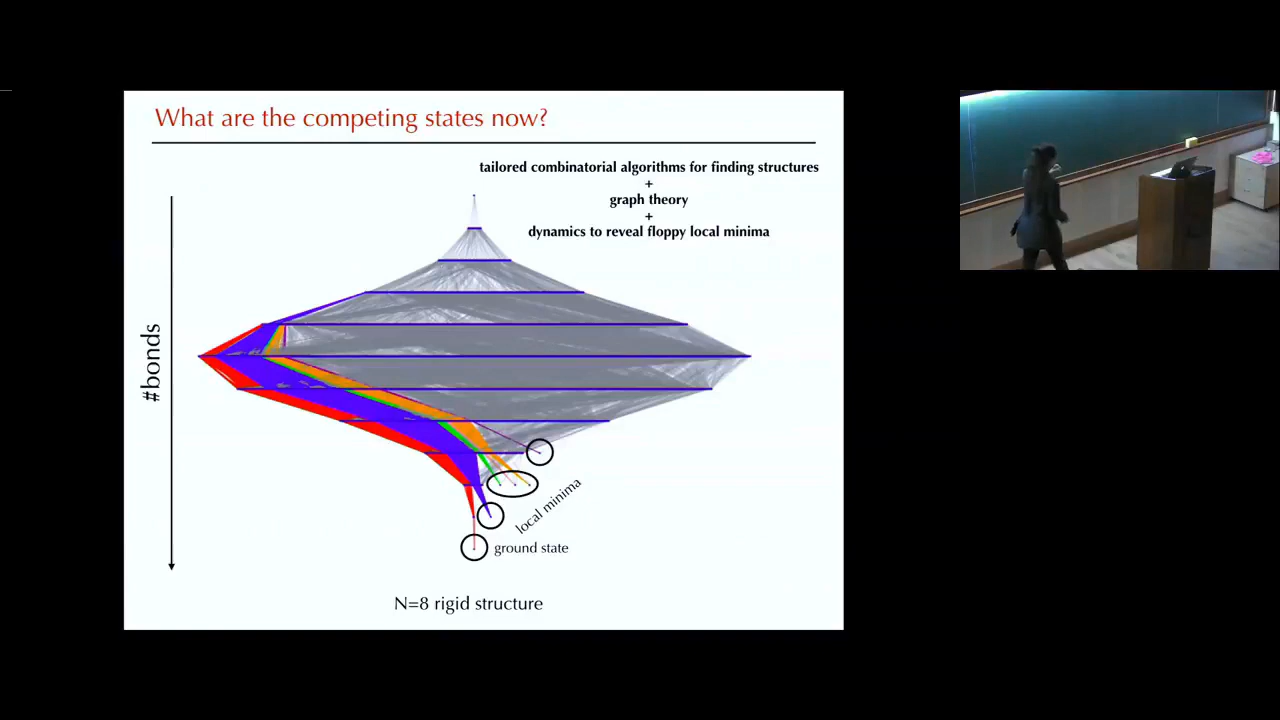 What are the competing states now?
tailored combinatorial algorithms for finding structures
+
graph theory
+
dynamics to reveal floppy local minima
#bonds
local minima
ground state
N=8 rigid structure